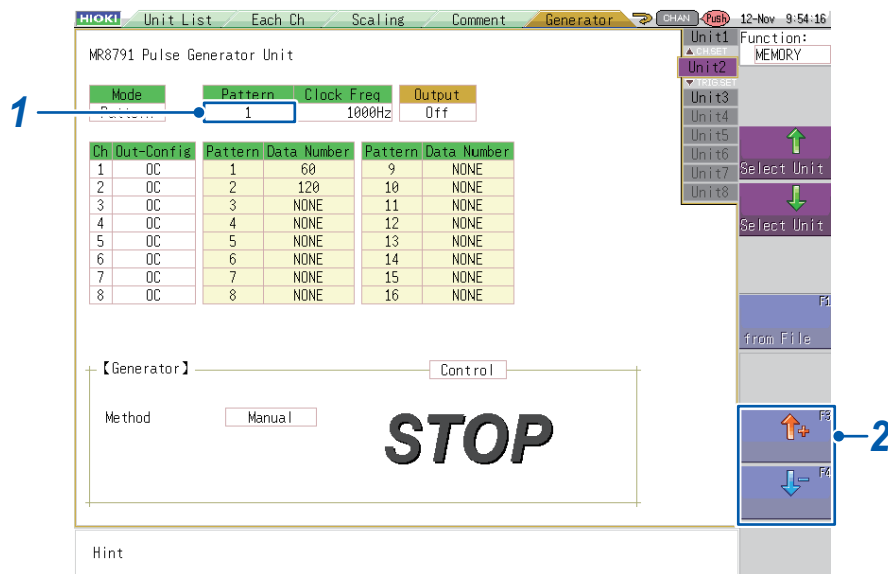 HIOKI Unit List Each Ch Scaling Comment Generator CHAN Push 12-Nov 9:54:16
Unit1 Function:
MR8791 Pulse Generator Unit ▲CHSET MEMORY
Unit2
▼TRIGSET
Mode Pattern Clock Freq Output Unit3
1 Pattern 1 1000Hz Off Unit4
Unit5
Ch Out-Config Pattern Data Number Pattern Data Number Unit6
1 OC 1 60 9 NONE Unit7 Select Unit
2 OC 2 120 10 NONE Unit8
3 OC 3 NONE 11 NONE
4 OC 4 NONE 12 NONE Select Unit
5 OC 5 NONE 13 NONE
6 OC 6 NONE 14 NONE
7 OC 7 NONE 15 NONE
8 OC 8 NONE 16 NONE F1
from File
【Generator】 Control
Method Manual STOP F3
2
F4
Hint